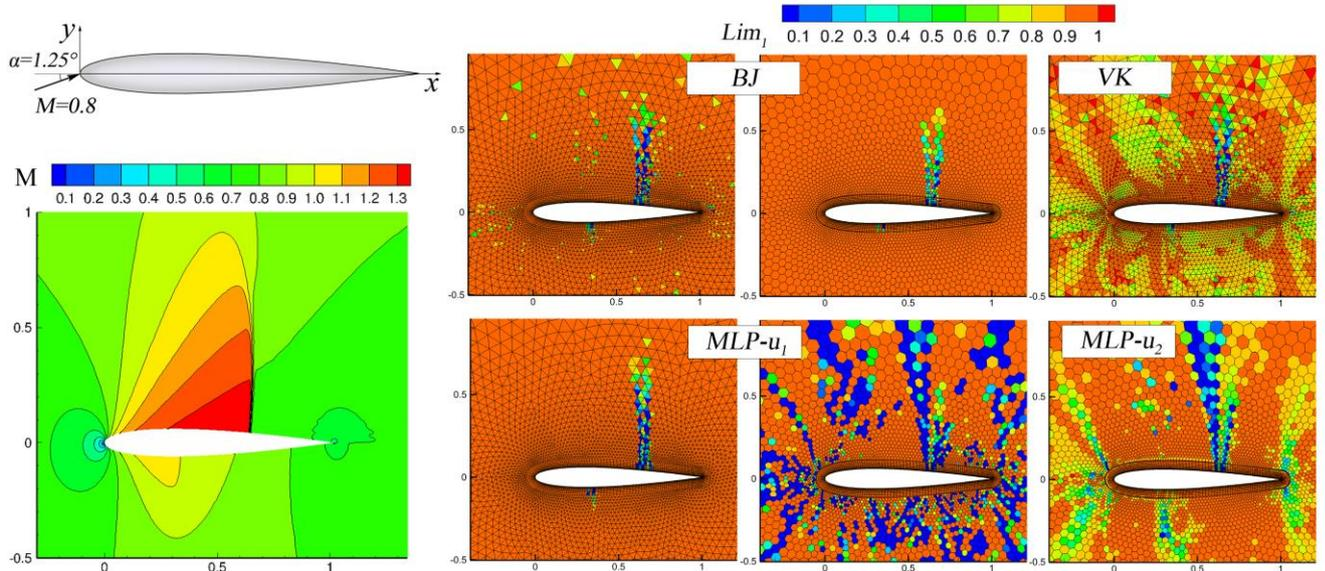 y
α=1.25°
x
M=0.8
M
0.1 0.2 0.3 0.4 0.5 0.6 0.7 0.8 0.9 1.0 1.1 1.2 1.3
1
0.5
0
-0.5
0 0.5 1
Lim1
0.1 0.2 0.3 0.4 0.5 0.6 0.7 0.8 0.9 1
BJ
VK
0.5 0.5 0.5
0 0 0
-0.5 -0.5 -0.5
0 0.5 1 0 0.5 1 0 0.5 1
MLP-u1
MLP-u2
0.5 0.5 0.5
0 0 0
-0.5 -0.5 -0.5
0 0.5 1 0 0.5 1 0 0.5 1